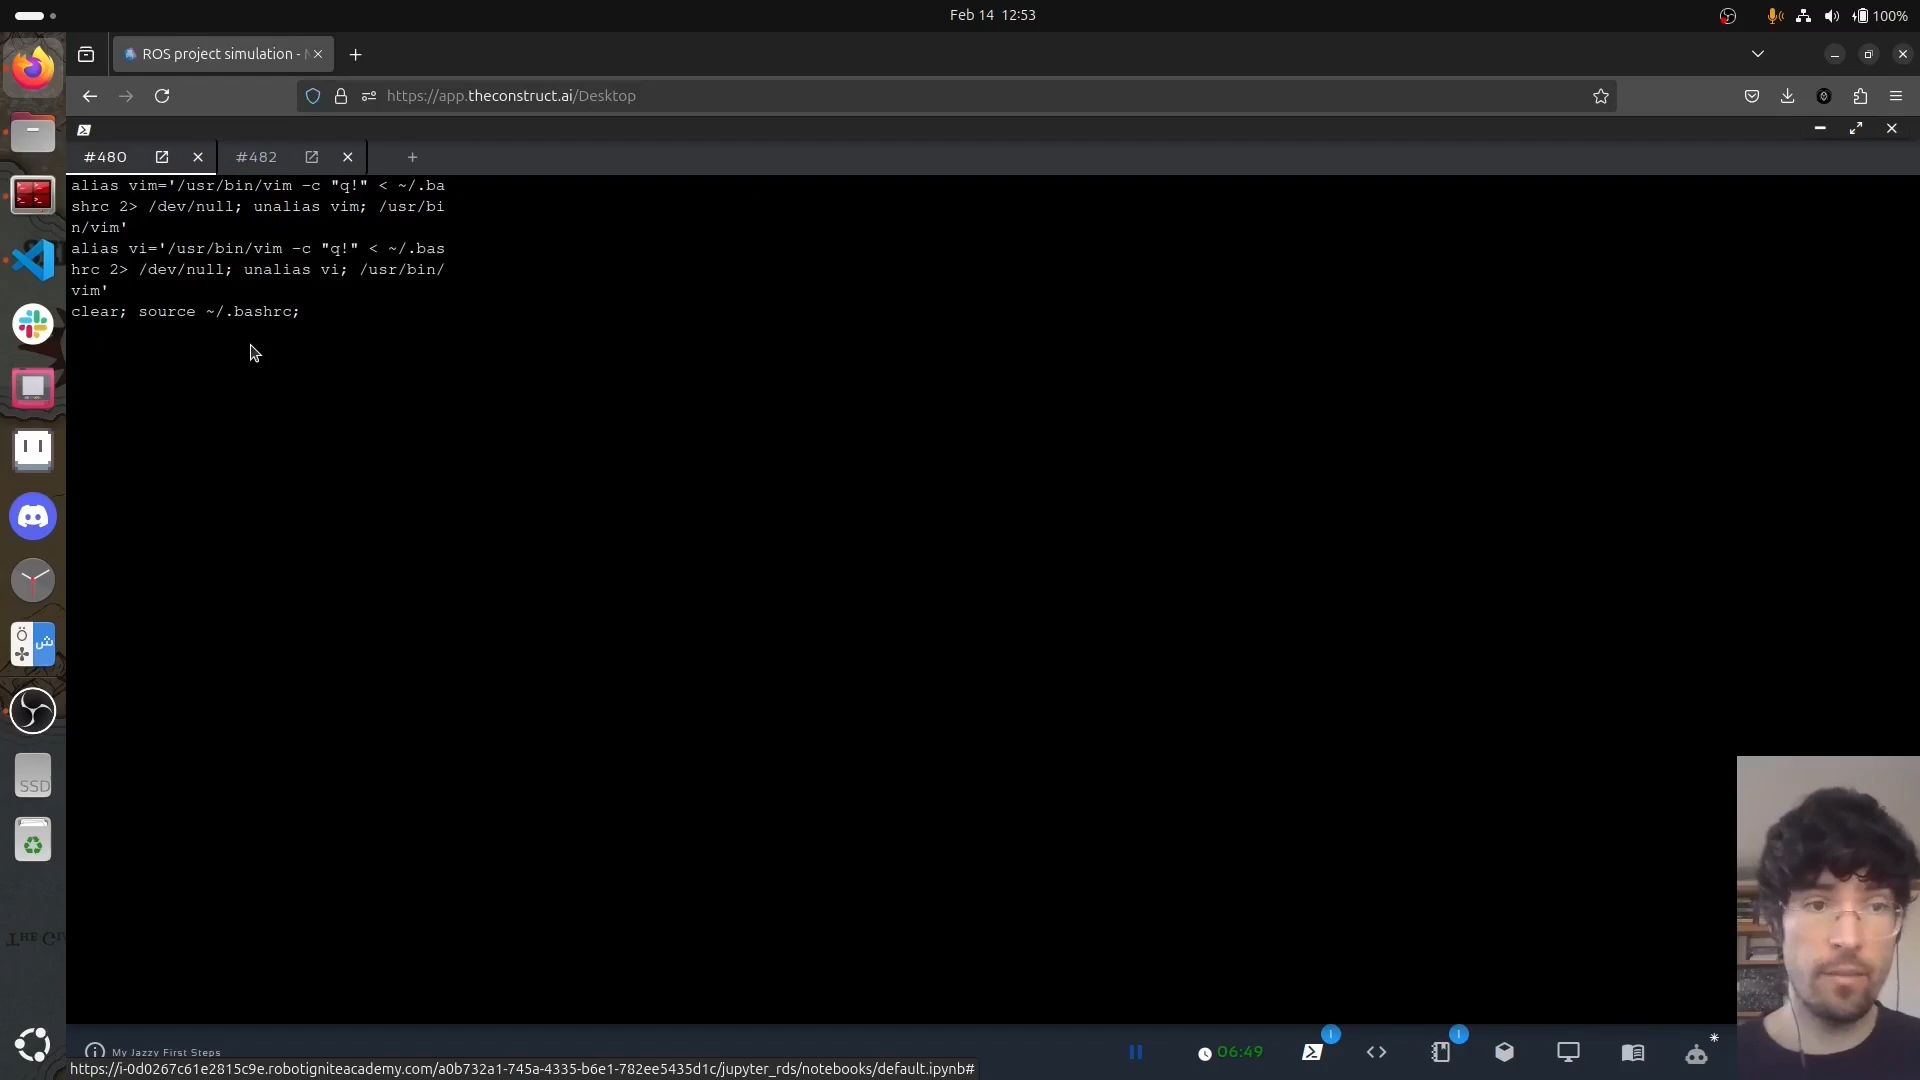 Feb 14 12:53
100%
ROS project simulation -
https://app.theconstruct.ai/Desktop
#480
#482
alias vim='/usr/bin/vim -c "q!" < ~/.ba
shrc 2> /dev/null; unalias vim; /usr/bi
n/vim'
alias vi='/usr/bin/vim -c "q!" < ~/.bas
hrc 2> /dev/null; unalias vi; /usr/bin/
vim'
clear; source ~/.bashrc;
SSD
My Jazzy First Steps
06:49
https://i-0d0267c61e2815c9e.robotigniteacademy.com/a0b732a1-745a-4335-b6e1-782ee5435d1c/jupyter_rds/notebooks/default.ipynb#